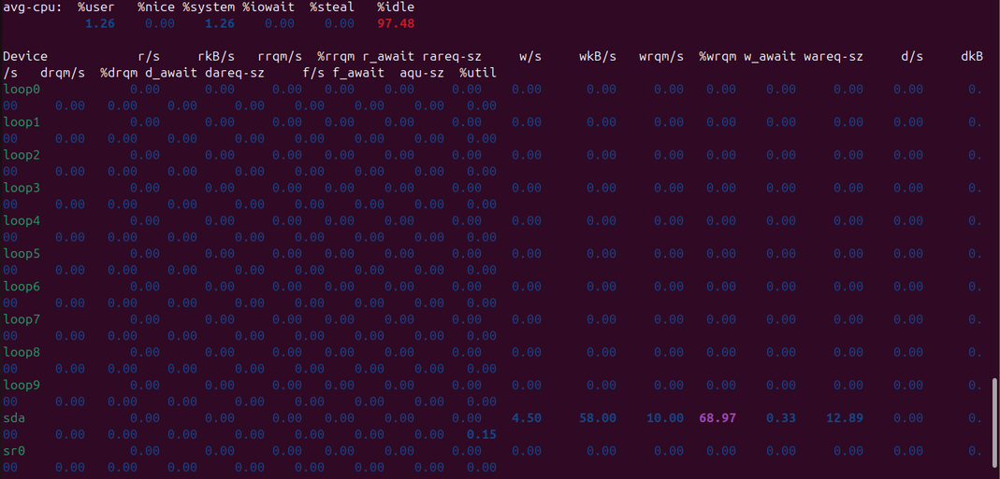 avg-cpu:  %user   %nice %system %iowait  %steal   %idle
           1.26    0.00    1.26    0.00    0.00   97.48
Device            r/s     rkB/s   rrqm/s  %rrqm r_await rareq-sz     w/s     wkB/s   wrqm/s  %wrqm w_await wareq-sz     d/s     dkB
/s   drqm/s  %drqm d_await dareq-sz     f/s f_await  aqu-sz  %util
loop0            0.00      0.00     0.00   0.00    0.00     0.00    0.00      0.00     0.00   0.00    0.00     0.00    0.00      0.
00     0.00   0.00    0.00     0.00    0.00    0.00    0.00   0.00
loop1            0.00      0.00     0.00   0.00    0.00     0.00    0.00      0.00     0.00   0.00    0.00     0.00    0.00      0.
00     0.00   0.00    0.00     0.00    0.00    0.00    0.00   0.00
loop2            0.00      0.00     0.00   0.00    0.00     0.00    0.00      0.00     0.00   0.00    0.00     0.00    0.00      0.
00     0.00   0.00    0.00     0.00    0.00    0.00    0.00   0.00
loop3            0.00      0.00     0.00   0.00    0.00     0.00    0.00      0.00     0.00   0.00    0.00     0.00    0.00      0.
00     0.00   0.00    0.00     0.00    0.00    0.00    0.00   0.00
loop4            0.00      0.00     0.00   0.00    0.00     0.00    0.00      0.00     0.00   0.00    0.00     0.00    0.00      0.
00     0.00   0.00    0.00     0.00    0.00    0.00    0.00   0.00
loop5            0.00      0.00     0.00   0.00    0.00     0.00    0.00      0.00     0.00   0.00    0.00     0.00    0.00      0.
00     0.00   0.00    0.00     0.00    0.00    0.00    0.00   0.00
loop6            0.00      0.00     0.00   0.00    0.00     0.00    0.00      0.00     0.00   0.00    0.00     0.00    0.00      0.
00     0.00   0.00    0.00     0.00    0.00    0.00    0.00   0.00
loop7            0.00      0.00     0.00   0.00    0.00     0.00    0.00      0.00     0.00   0.00    0.00     0.00    0.00      0.
00     0.00   0.00    0.00     0.00    0.00    0.00    0.00   0.00
loop8            0.00      0.00     0.00   0.00    0.00     0.00    0.00      0.00     0.00   0.00    0.00     0.00    0.00      0.
00     0.00   0.00    0.00     0.00    0.00    0.00    0.00   0.00
loop9            0.00      0.00     0.00   0.00    0.00     0.00    0.00      0.00     0.00   0.00    0.00     0.00    0.00      0.
00     0.00   0.00    0.00     0.00    0.00    0.00    0.00   0.00
sda              0.00      0.00     0.00   0.00    0.00     0.00    4.50     58.00    10.00  68.97    0.33    12.89    0.00      0.
00     0.00   0.00    0.00     0.00    0.00    0.00    0.00   0.15
sr0              0.00      0.00     0.00   0.00    0.00     0.00    0.00      0.00     0.00   0.00    0.00     0.00    0.00      0.
00     0.00   0.00    0.00     0.00    0.00    0.00    0.00   0.00